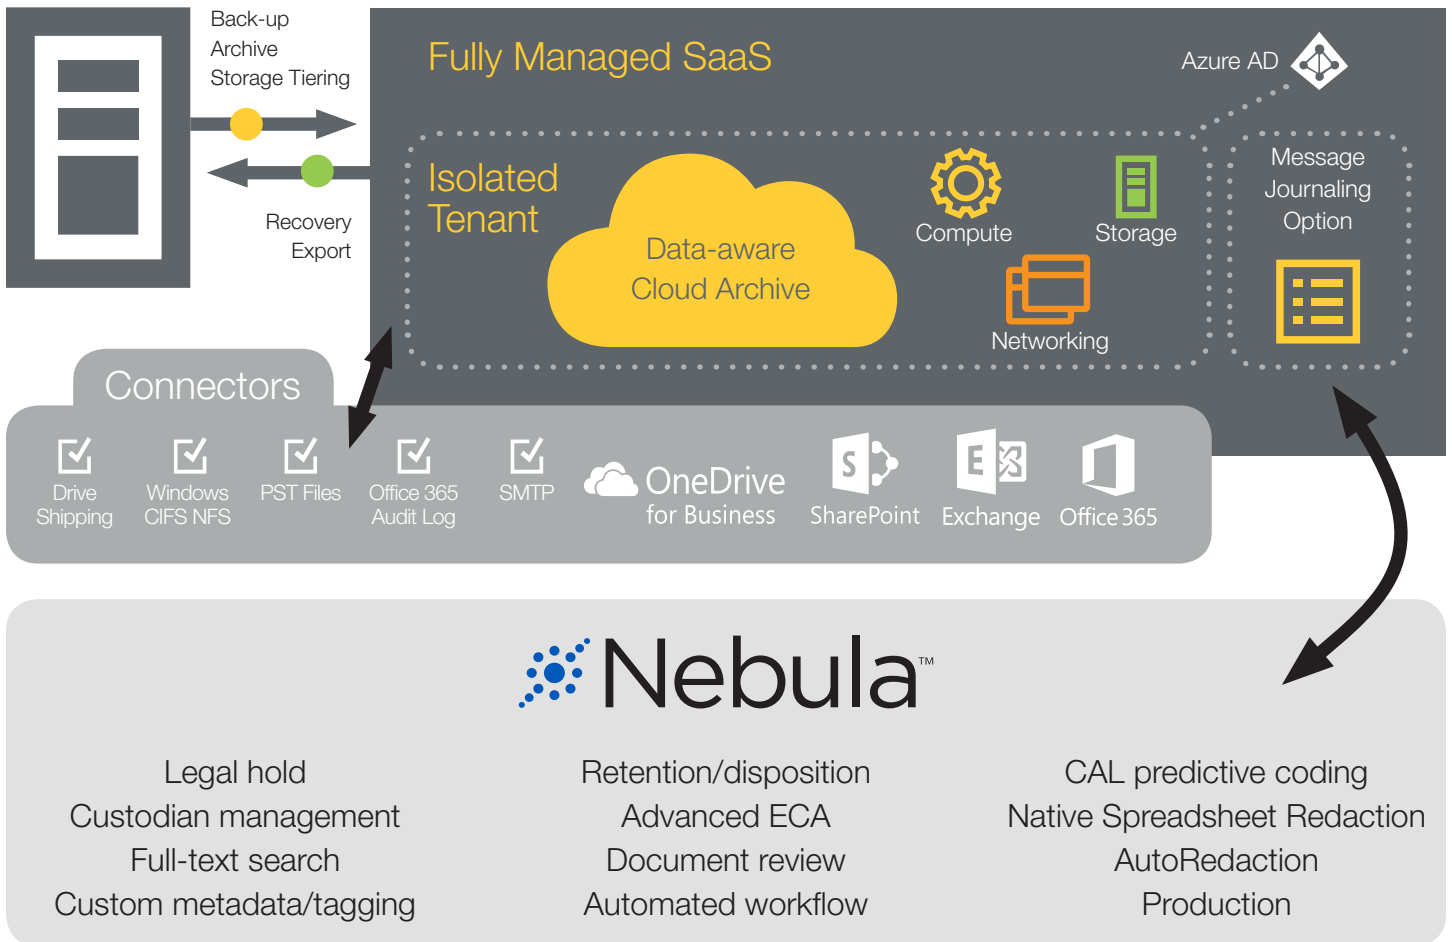 Back-up
Archive
Storage Tiering
Recovery
Export
Fully Managed SaaS
Azure AD
Isolated
Tenant
Data-aware
Cloud Archive
Compute
Storage
Networking
Message
Journaling
Option
Connectors
Drive
Shipping
Windows
CIFS NFS
PST Files
Office 365
Audit Log
SMTP
OneDrive
for Business
S
SharePoint
E
Exchange
Office 365
Nebula™
Legal hold
Custodian management
Full-text search
Custom metadata/tagging
Retention/disposition
Advanced ECA
Document review
Automated workflow
CAL predictive coding
Native Spreadsheet Redaction
AutoRedaction
Production